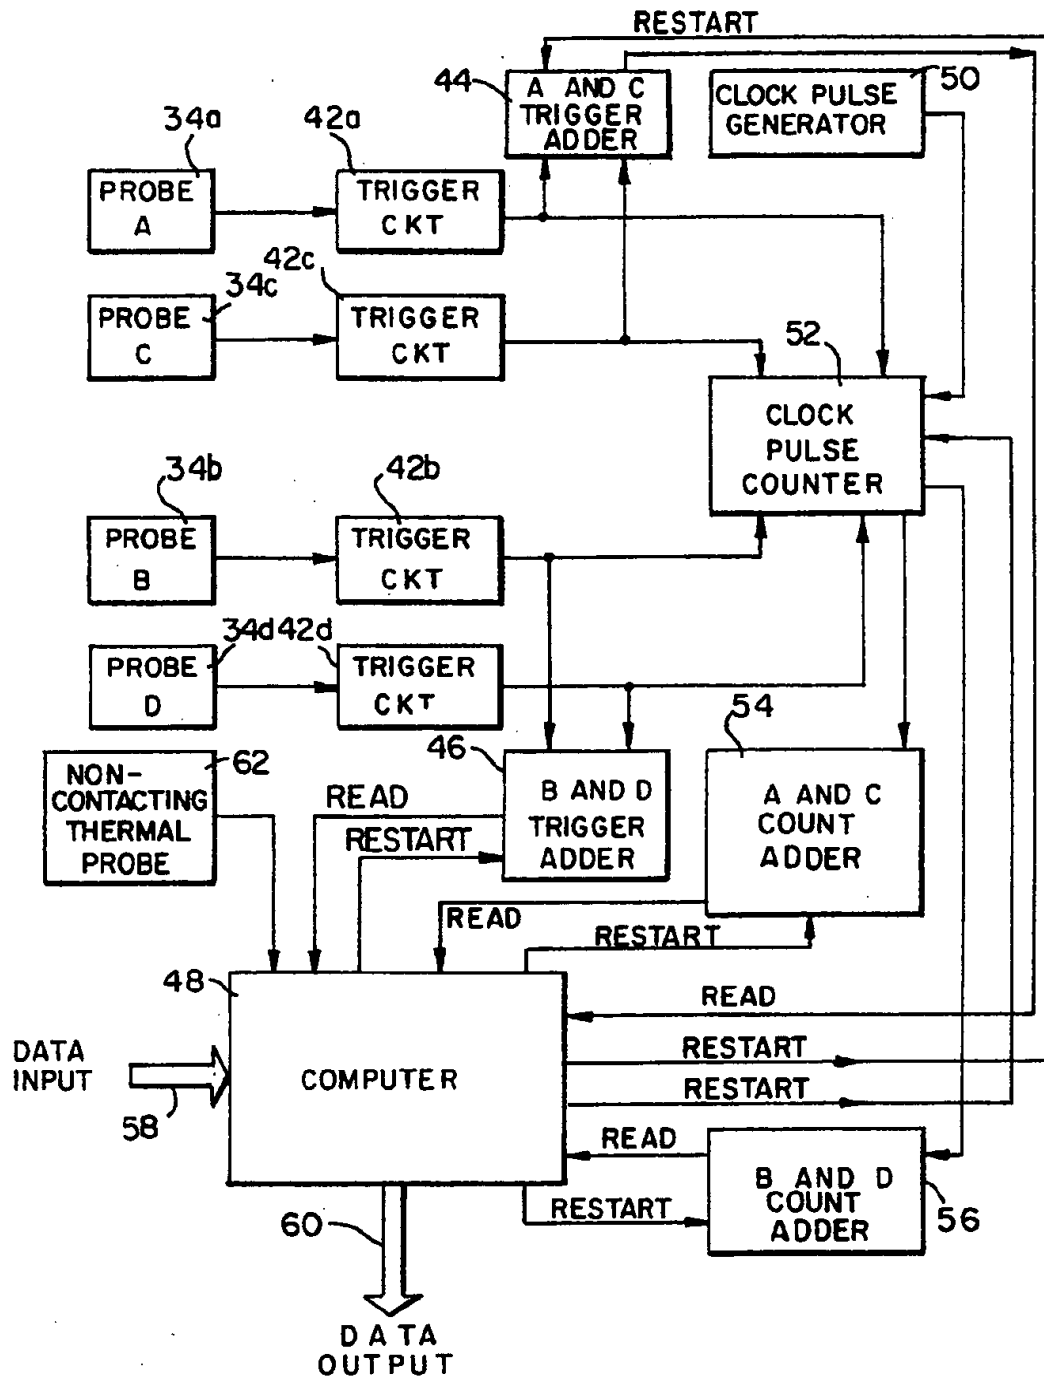 RESTART
44
A AND C
TRIGGER
ADDER
50
CLOCK PULSE
GENERATOR
34a
PROBE
A
42a
TRIGGER
CKT
34c
PROBE
C
42c
TRIGGER
CKT
52
CLOCK
PULSE
COUNTER
34b
PROBE
B
42b
TRIGGER
CKT
34d
PROBE
D
42d
TRIGGER
CKT
62
NON-
CONTACTING
THERMAL
PROBE
46
B AND D
TRIGGER
ADDER
READ
RESTART
54
A AND C
COUNT
ADDER
READ
RESTART
48
COMPUTER
READ
RESTART
RESTART
DATA
INPUT
58
READ
RESTART
B AND D
COUNT
ADDER
56
60
DATA
OUTPUT